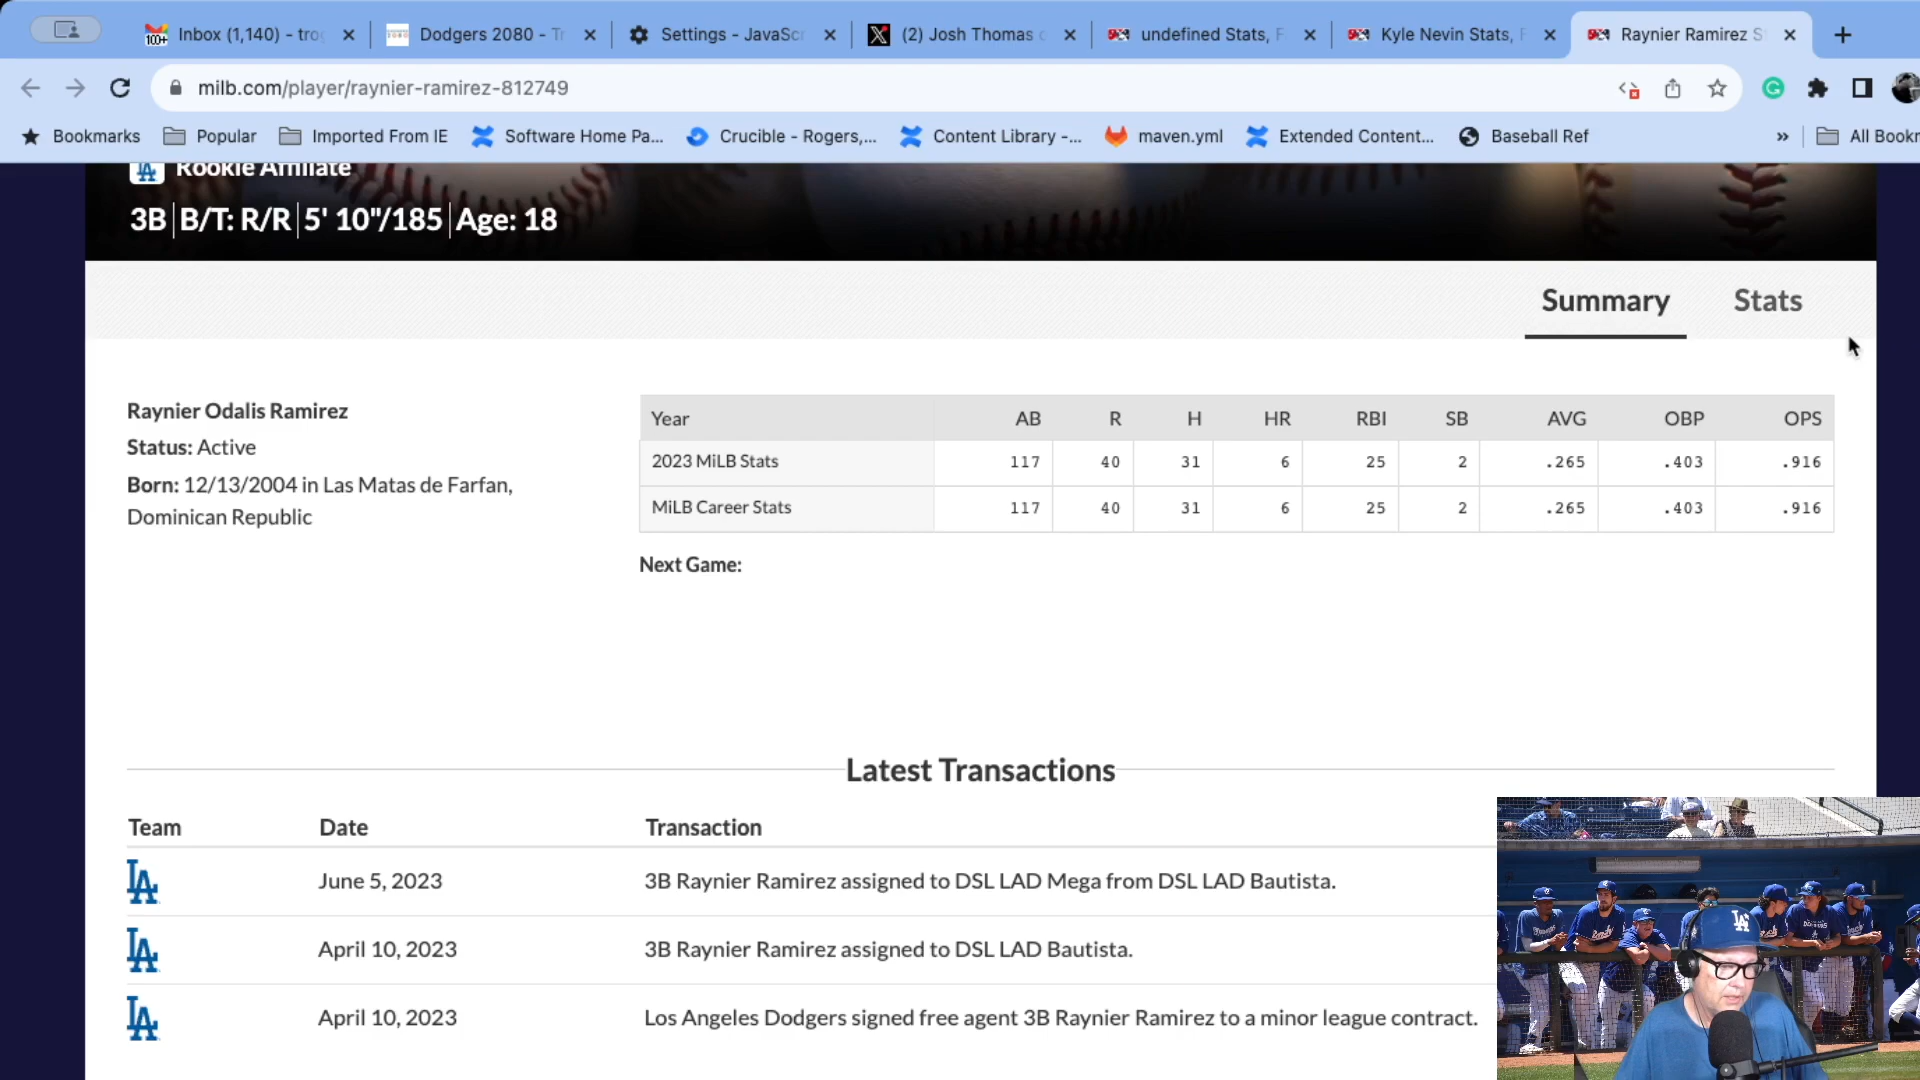 Inbox (1,140) - tro
Dodgers 2080 - Tr
Settings - JavaSc
(2) Josh Thomas
undefined Stats, F
Kyle Nevin Stats, F
Raynier Ramirez S
milb.com/player/raynier-ramirez-812749
Bookmarks
Popular
Imported From IE
Software Home Pa...
Crucible - Rogers,...
Content Library -...
maven.yml
Extended Content...
Baseball Ref
»
All Bookr
Rookie Affiliate
3B | B/T: R/R | 5' 10"/185 | Age: 18
Summary
Stats
Raynier Odalis Ramirez
Status: Active
Born: 12/13/2004 in Las Matas de Farfan,
Dominican Republic
Year AB R H HR RBI SB AVG OBP OPS
2023 MiLB Stats 117 40 31 6 25 2 .265 .403 .916
MiLB Career Stats 117 40 31 6 25 2 .265 .403 .916
Next Game:
Latest Transactions
Team Date Transaction
LA June 5, 2023 3B Raynier Ramirez assigned to DSL LAD Mega from DSL LAD Bautista.
LA April 10, 2023 3B Raynier Ramirez assigned to DSL LAD Bautista.
LA April 10, 2023 Los Angeles Dodgers signed free agent 3B Raynier Ramirez to a minor league contract.
LA